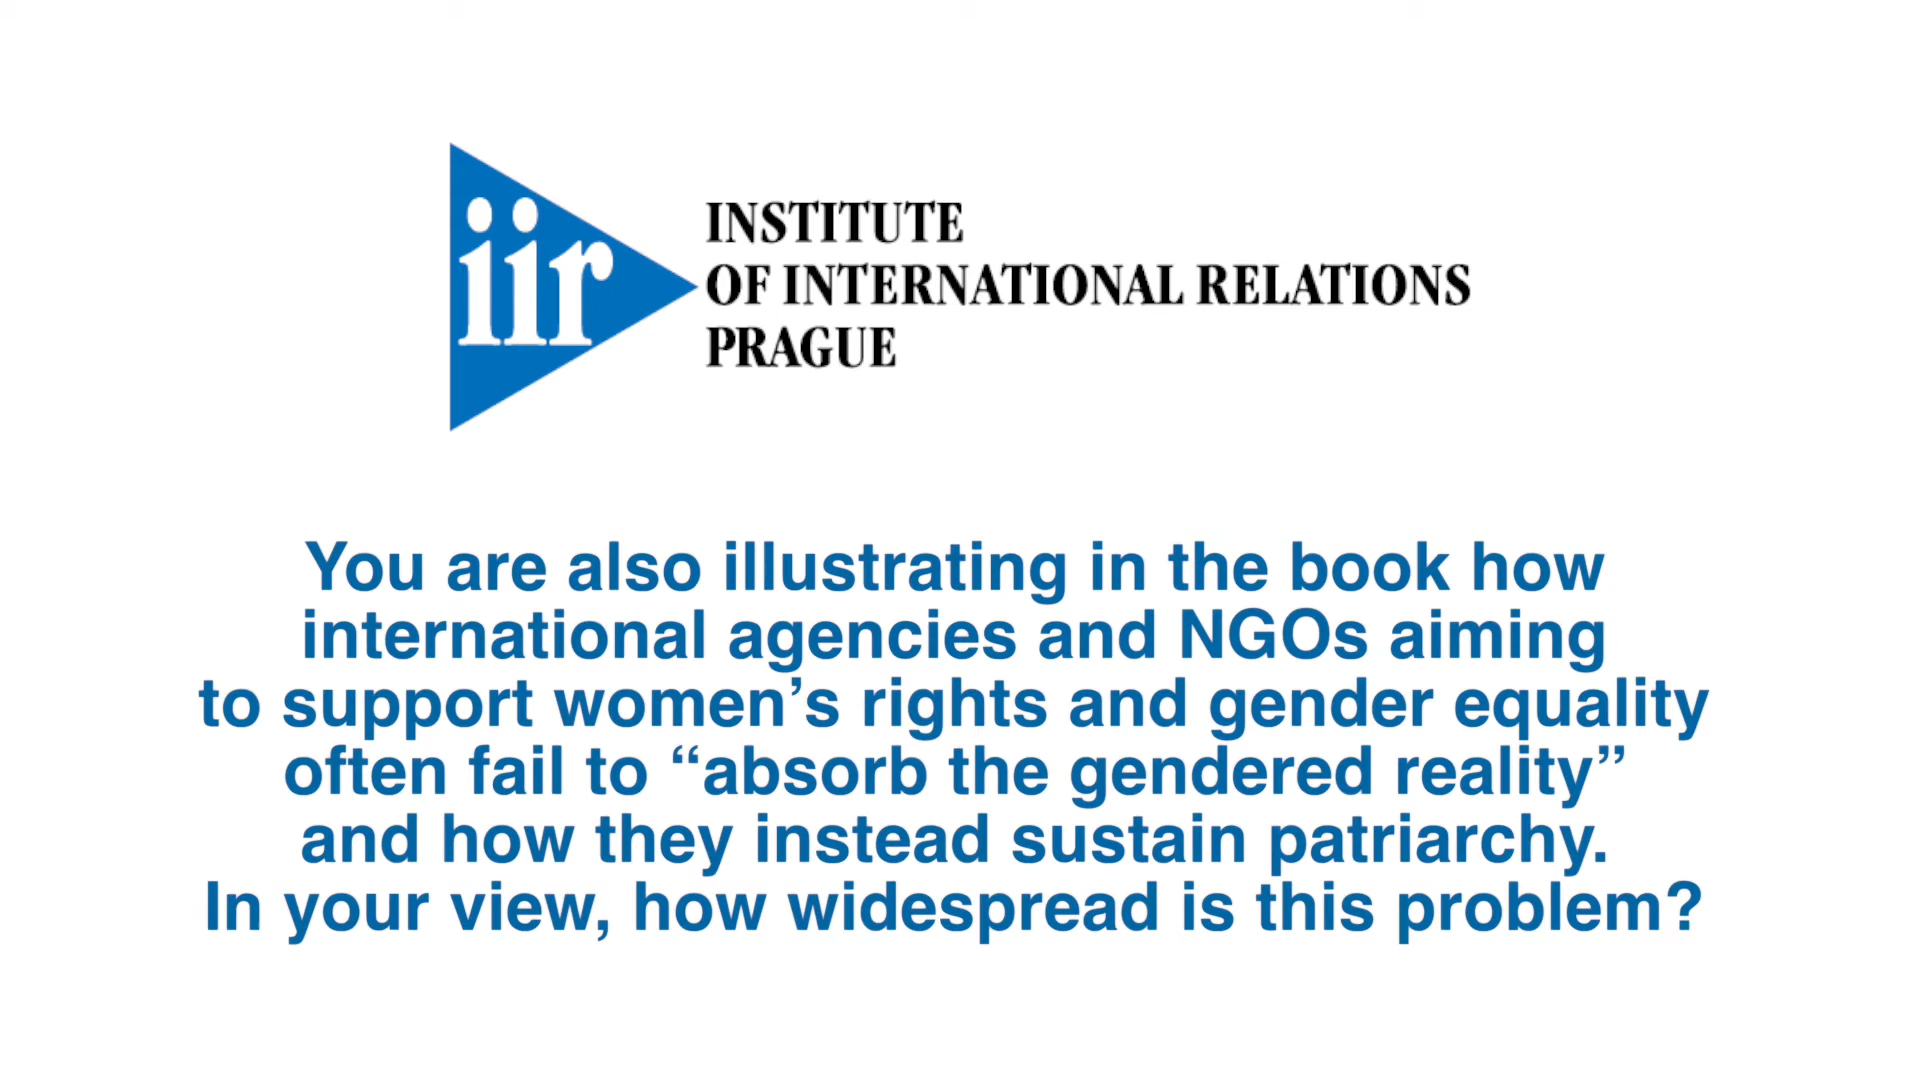 iir
INSTITUTE
OF INTERNATIONAL RELATIONS
PRAGUE
You are also illustrating in the book how
international agencies and NGOs aiming
to support women’s rights and gender equality
often fail to “absorb the gendered reality”
and how they instead sustain patriarchy.
In your view, how widespread is this problem?